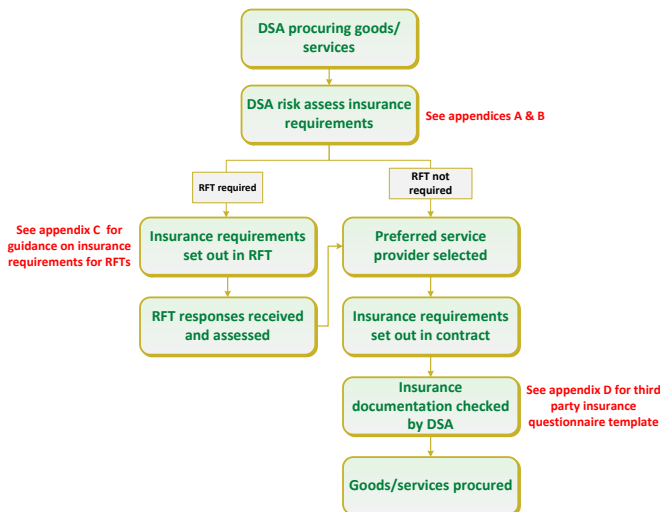 DSA procuring goods/
services
DSA risk assess insurance
requirements
See appendices A & B
RFT required
RFT not
required
See appendix C for
guidance on insurance
requirements for RFTs
Insurance requirements
set out in RFT
Preferred service
provider selected
RFT responses received
and assessed
Insurance requirements
set out in contract
Insurance
documentation checked
by DSA
See appendix D for third
party insurance
questionnaire template
Goods/services procured